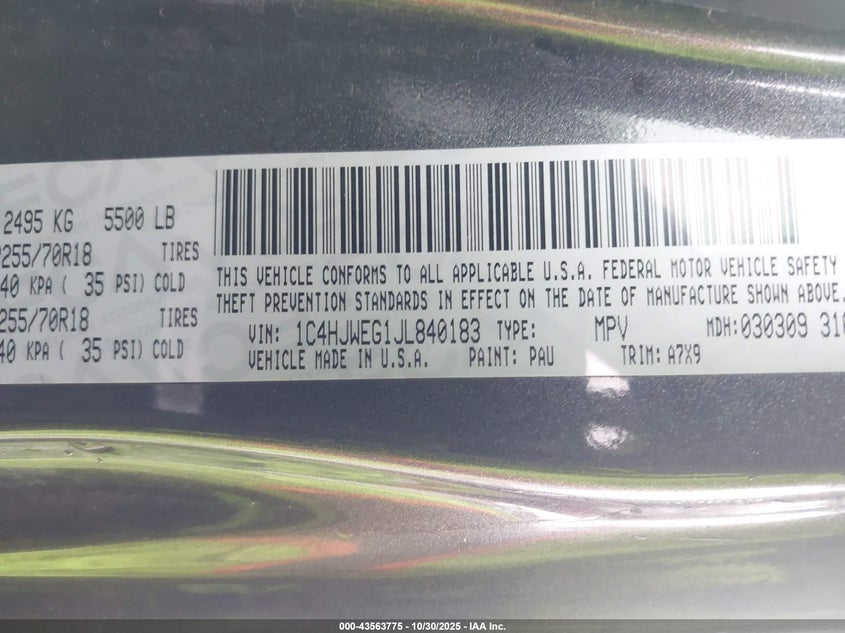 2495 KG 5500 LB
255/70R18 TIRES
40 KPA ( 35 PSI) COLD
255/70R18 TIRES
40 KPA ( 35 PSI) COLD
THIS VEHICLE CONFORMS TO ALL APPLICABLE U.S.A. FEDERAL MOTOR VEHICLE SAFETY
THEFT PREVENTION STANDARDS IN EFFECT ON THE DATE OF MANUFACTURE SHOWN ABOVE.
VIN: 1C4HJWEG1JL840183 TYPE: MPV MDH:030309 310
VEHICLE MADE IN U.S.A. PAINT: PAU TRIM: A7X9
000-43563775 - 10/30/2025 - IAA Inc.